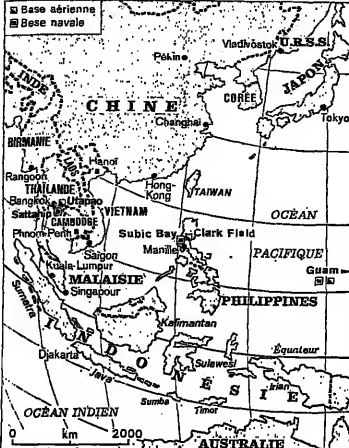 Base aérienne
Base navale
Vladivostok
U.R.S.S.
Pékin
JAPON
INDE
CORÉE
CHINE
Tokyo
Changhai
BIRMANIE
LAOS
Hanoï
Hong-
Kong
TAIWAN
Rangoon
THAÏLANDE
Bangkok
Utapao
VIETNAM
OCÉAN
Sattahip
CAMBODGE
Subic Bay
Clark Field
Phnom-Penh
Manille
PACIFIQUE
Saigon
Guam
Kuala-Lumpur
MALAISIE
Singapour
PHILIPPINES
Sumatra
Kalimantan
Équateur
INDONÉSIE
Djakarta
Sulawesi
Irian
Java
Sumba
Timor
OCÉAN INDIEN
0 km 2000
AUSTRALIE